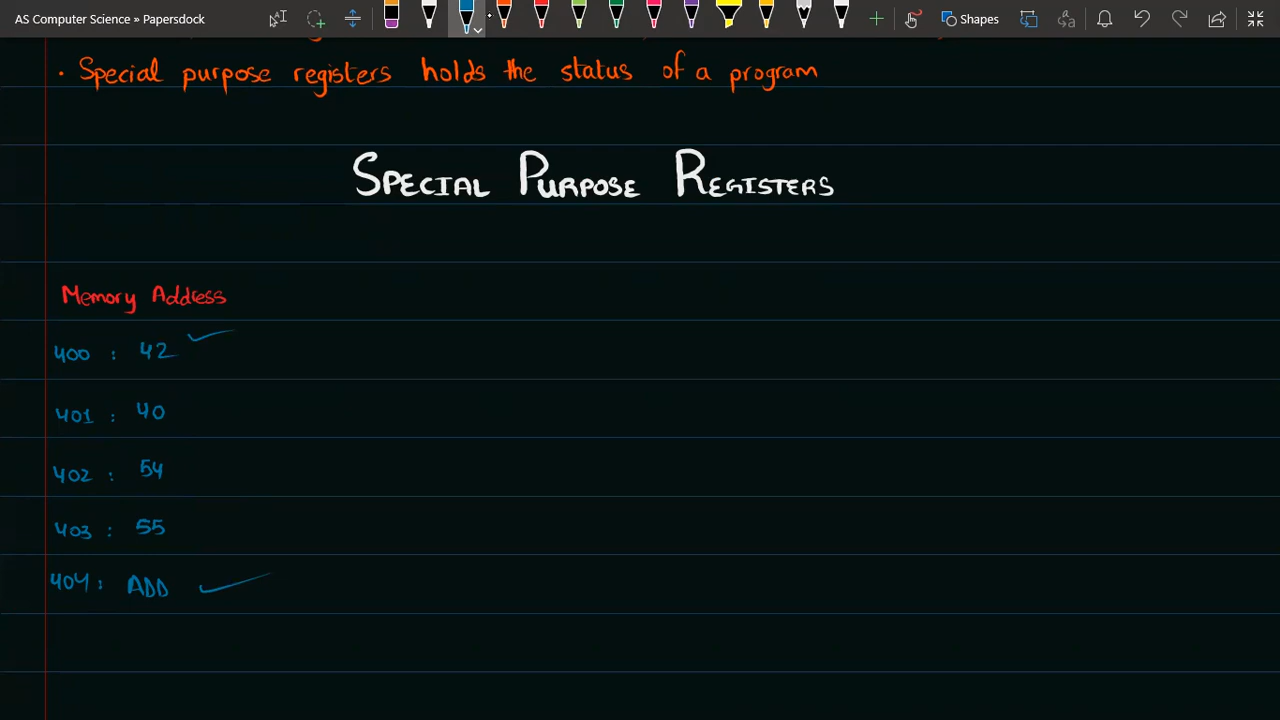 AS Computer Science » Papersdock
Shapes
· Special purpose registers holds the status of a program
SPECIAL PURPOSE REGISTERS
Memory Address
400 : 42
401 : 40
402 : 54
403 : 55
404 : ADD